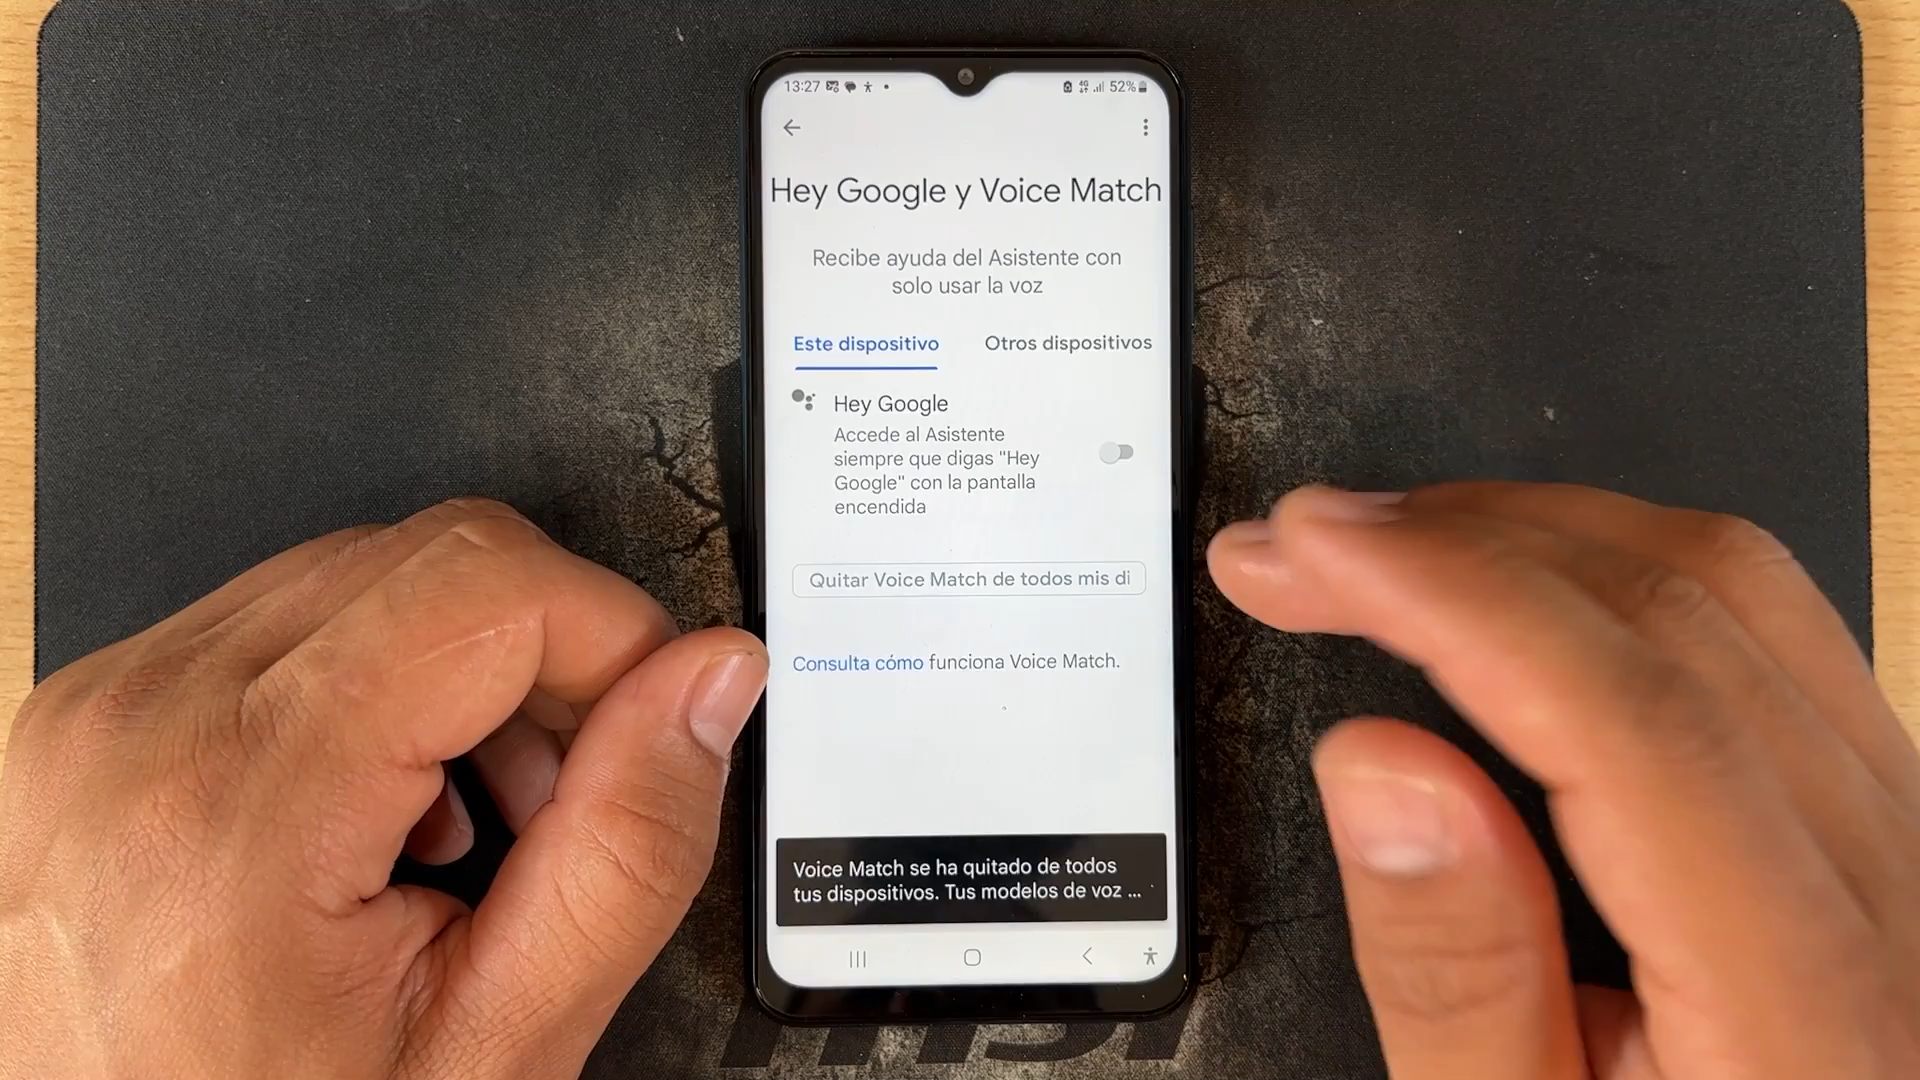 13:27
4G
52%
Hey Google y Voice Match
Recibe ayuda del Asistente con
solo usar la voz
Este dispositivo
Otros dispositivos
Hey Google
Accede al Asistente
siempre que digas "Hey
Google" con la pantalla
encendida
Quitar Voice Match de todos mis di
Consulta cómo funciona Voice Match.
Voice Match se ha quitado de todos
tus dispositivos. Tus modelos de voz ...